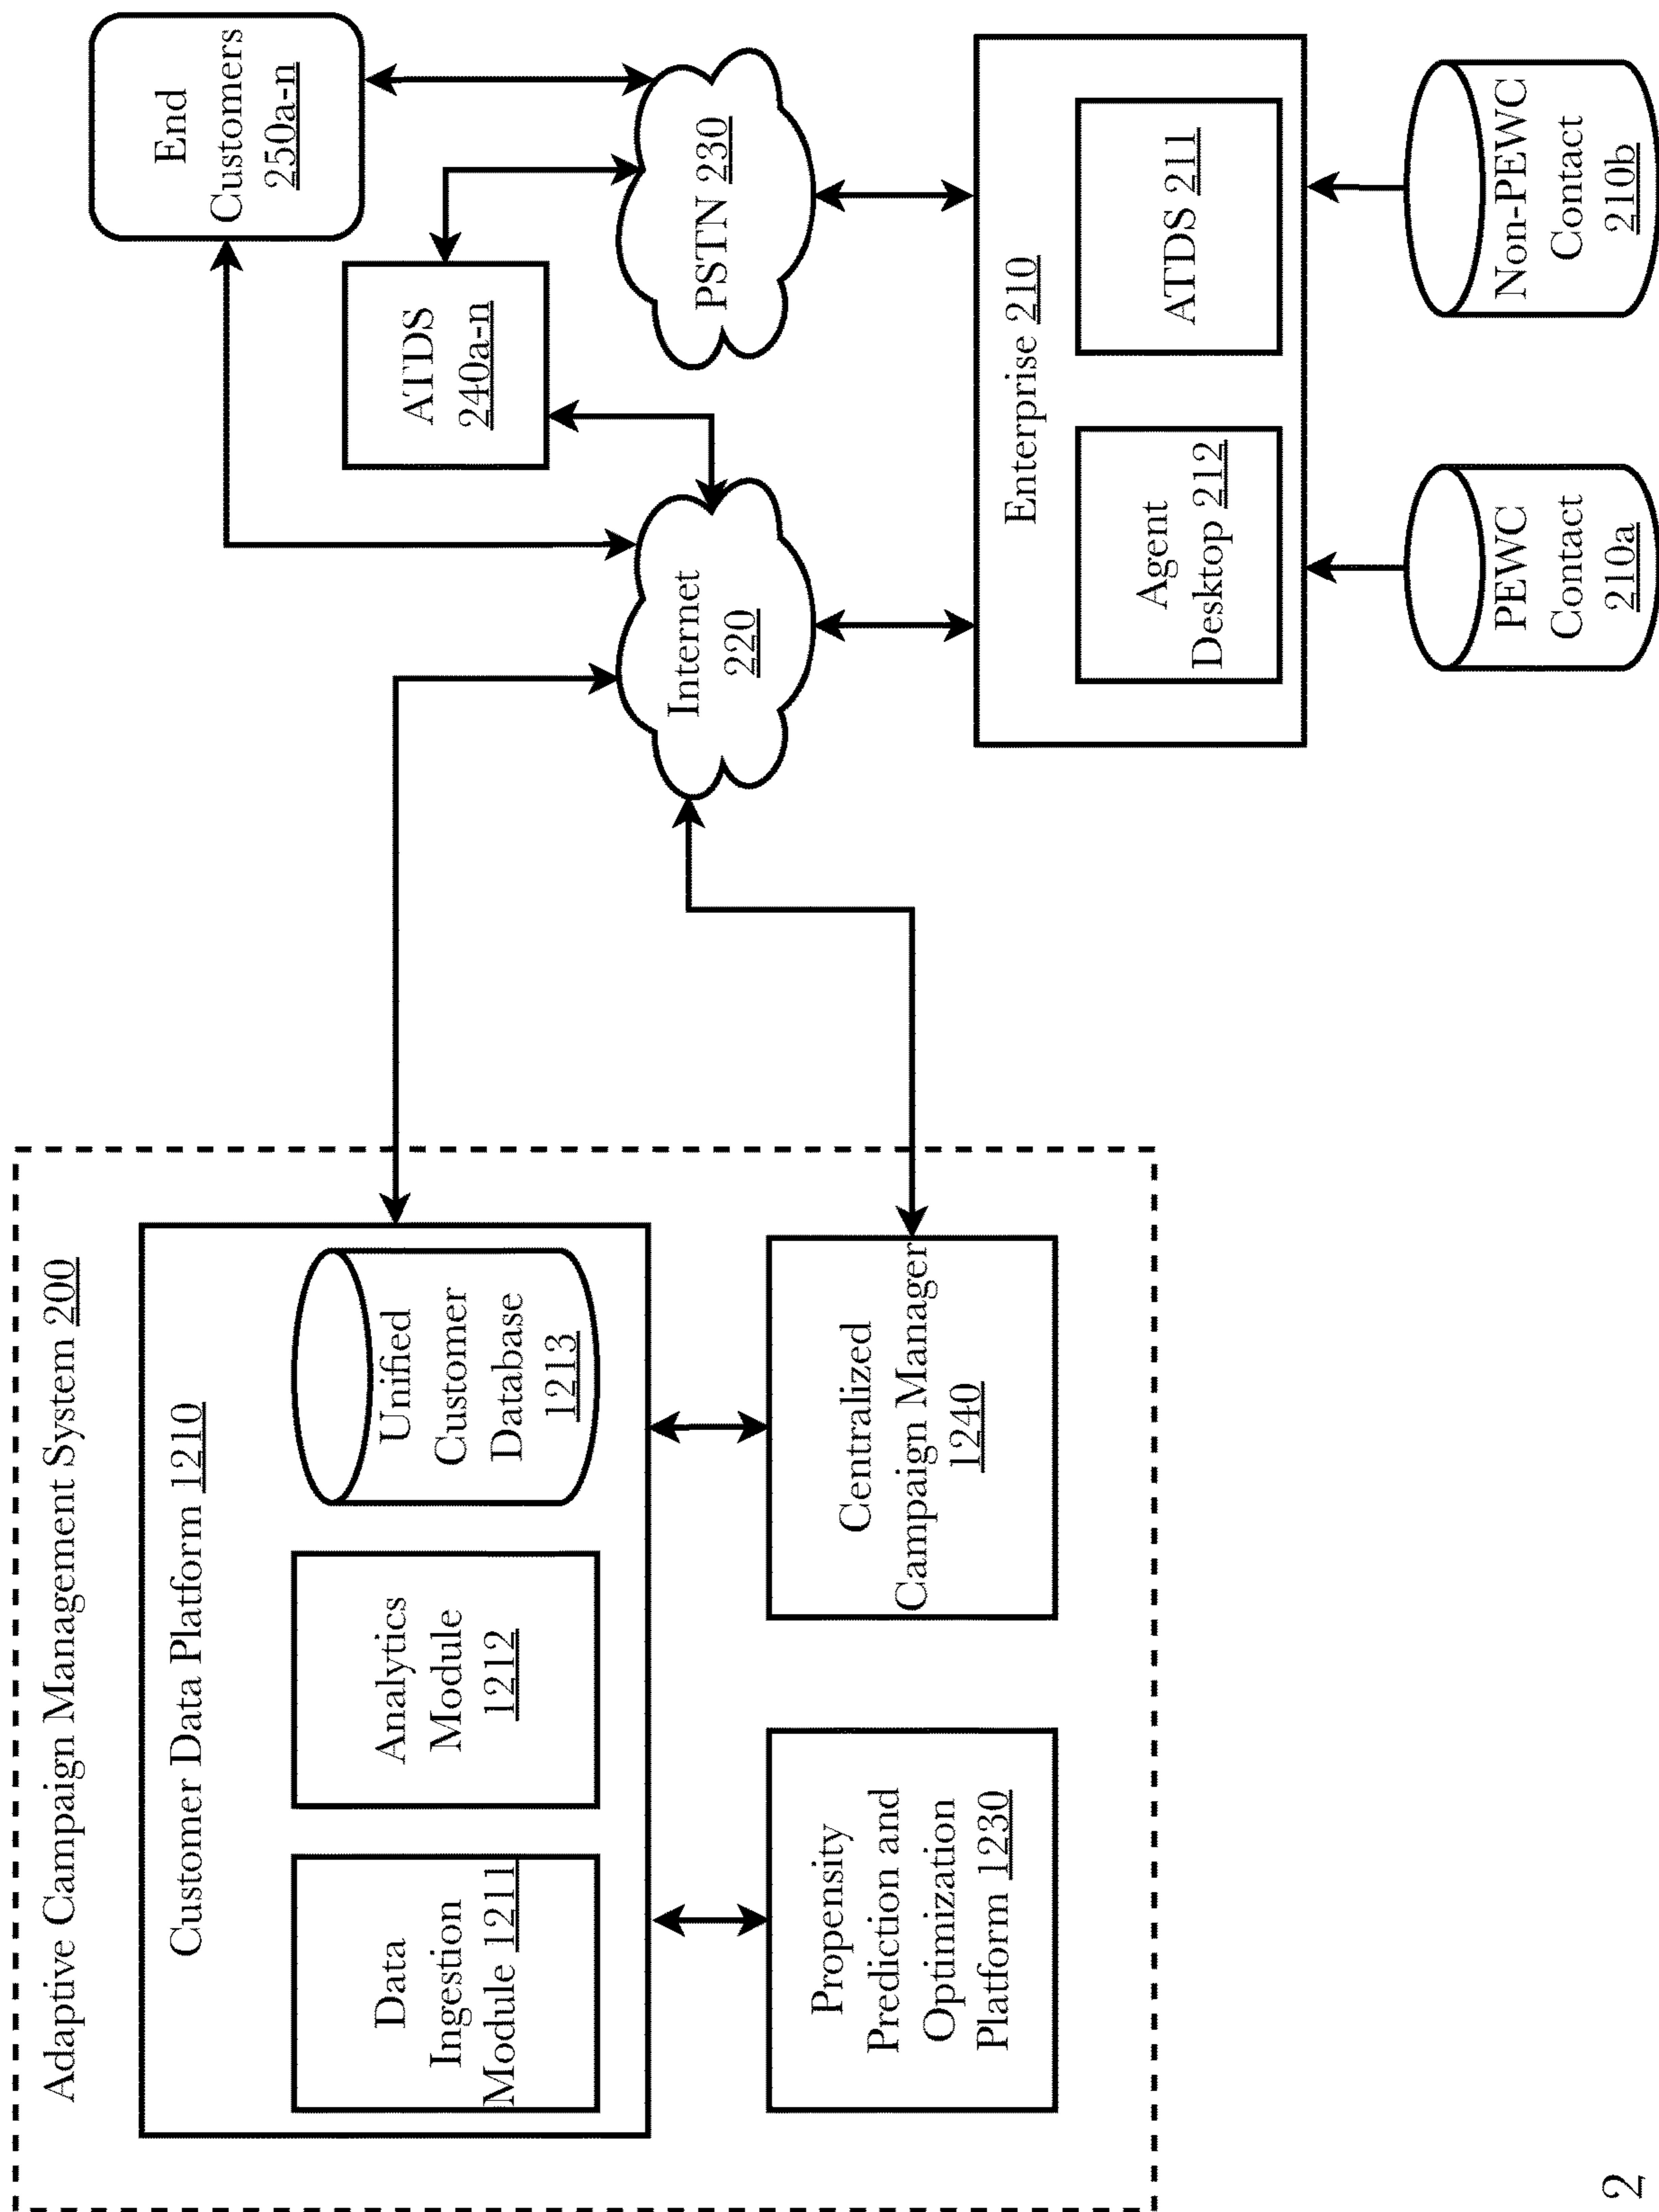 Adaptive Campaign Management System 200
Customer Data Platform 1210
Data
Ingestion
Module 1211
Analytics
Module
1212
Unified
Customer
Database
1213
Propensity
Prediction and
Optimization
Platform 1230
Centralized
Campaign Manager
1240
Internet
220
End
Customers
250a-n
ATDS
240a-n
PSTN 230
Enterprise 210
Agent
Desktop 212
ATDS 211
PEWC
Contact
210a
Non-PEWC
Contact
210b
2